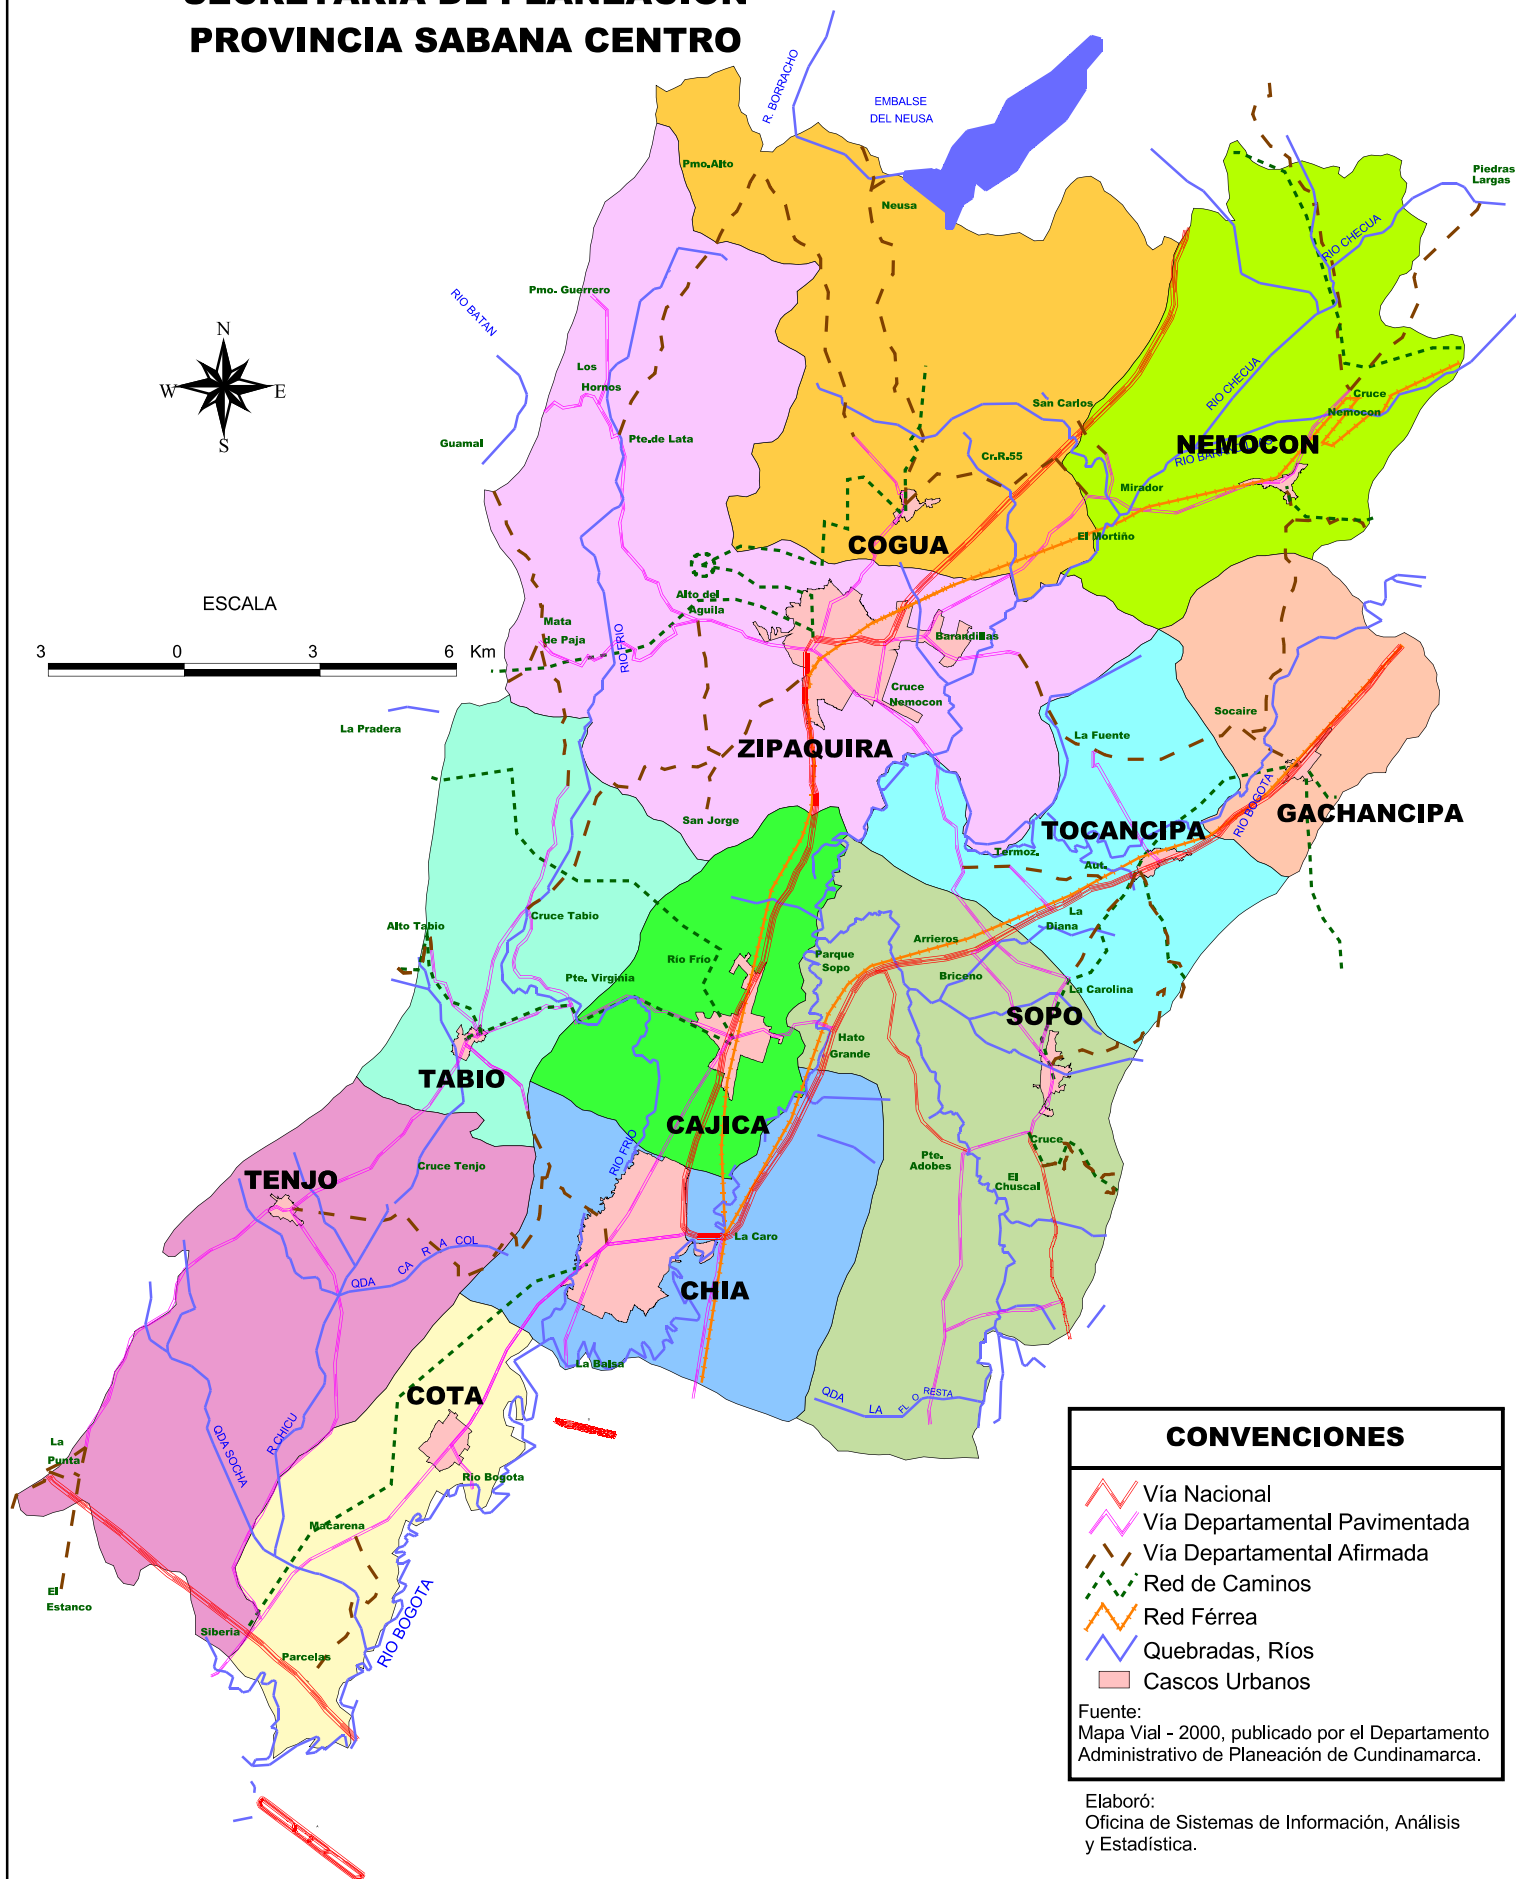 SECRETARIA DE PLANEACION
PROVINCIA SABANA CENTRO
R. BORRACHO
EMBALSE
DEL NEUSA
Pmo.Alto
Neusa
Piedras
Largas
RIO CHECUA
Pmo. Guerrero
RIO BATAN
N
W
E
S
Los
Hornos
Guamal
Pte.de Lata
San Carlos
RIO CHECUA
Cruce
Nemocon
NEMOCON
Cr.R.55
Mirador
COGUA
El Mortiño
ESCALA
3
0
3
6
Km
Alto del
Aguila
Mata
de Paja
RIO FRIO
Barandillas
Cruce
Nemocon
La Pradera
ZIPAQUIRA
Socaire
La Fuente
San Jorge
RIO BOGOTA
GACHANCIPA
TOCANCIPA
Termoz.
Aut.
Cruce Tabio
Alto Tabio
La
Diana
Arrieros
Parque
Sopo
Río Frío
Pte. Virginia
Briceno
La Carolina
SOPO
Hato
Grande
TABIO
CAJICA
RIO FRIO
Cruce
Pte.
Adobes
El
Chuscal
Cruce Tenjo
TENJO
La Caro
QDA CA R A COL
CHIA
La Balsa
COTA
QDA LA FL O RESTA
R.CHICU
QDA SOCHA
La
Punta
Rio Bogota
Macarena
El
Estanco
RIO BOGOTA
Siberia
Parcelas
CONVENCIONES
Vía Nacional
Vía Departamental Pavimentada
Vía Departamental Afirmada
Red de Caminos
Red Férrea
Quebradas, Ríos
Cascos Urbanos
Fuente:
Mapa Vial - 2000, publicado por el Departamento
Administrativo de Planeación de Cundinamarca.
Elaboró:
Oficina de Sistemas de Información, Análisis
y Estadística.